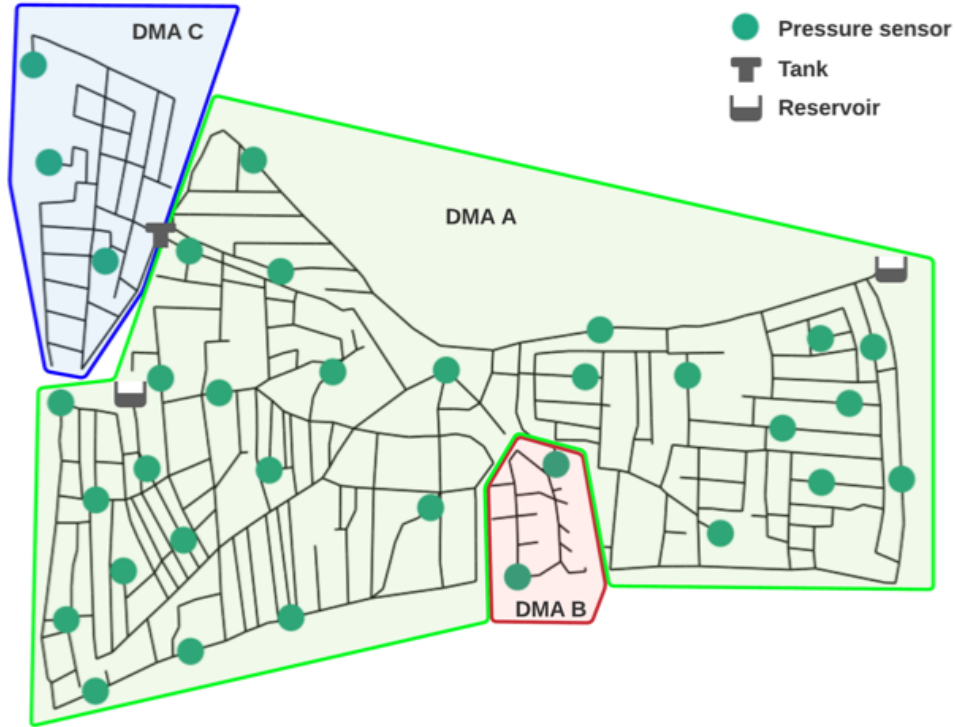 DMA C
Pressure sensor
Tank
Reservoir
DMA A
DMA B